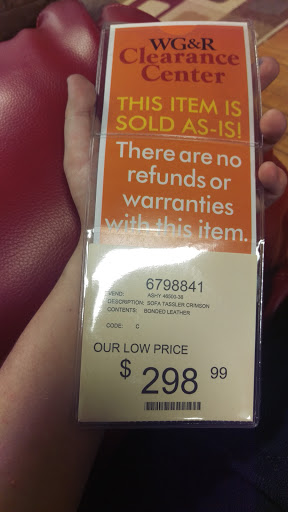 WG&R
Clearance
Center
THIS ITEM IS
SOLD AS-IS!
There are no
refunds or
warranties
with this item.
6798841
ASHY 46500-38
DESCRIPTION: SOFA TASSLER CRIMSON
CONTENTS: BONDED LEATHER
CODE: C
OUR LOW PRICE
$ 298 99